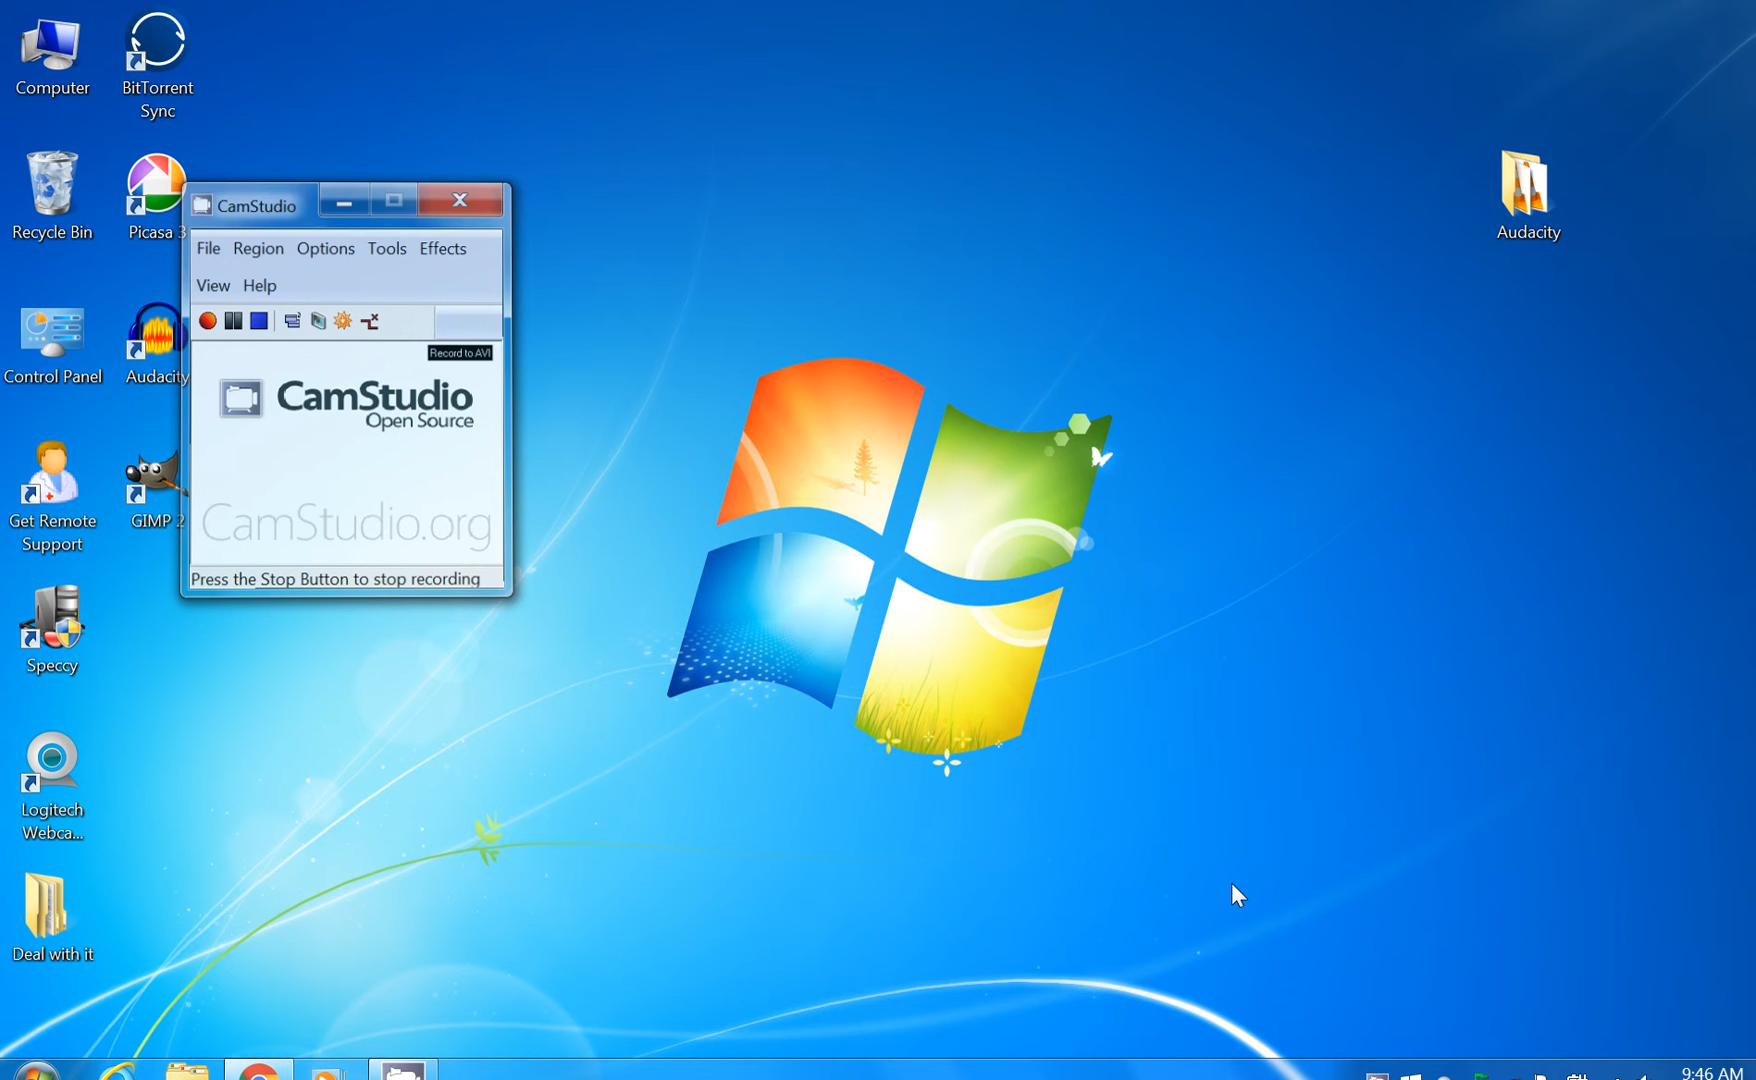 Computer
BitTorrent
Sync
Recycle Bin
Picasa 3
Control Panel
Audacity
Get Remote
Support
GIMP 2
Speccy
Logitech
Webca...
Deal with it
CamStudio
File Region Options Tools Effects
View Help
Record to AVI
CamStudio
Open Source
CamStudio.org
Press the Stop Button to stop recording
Audacity
9:46 AM